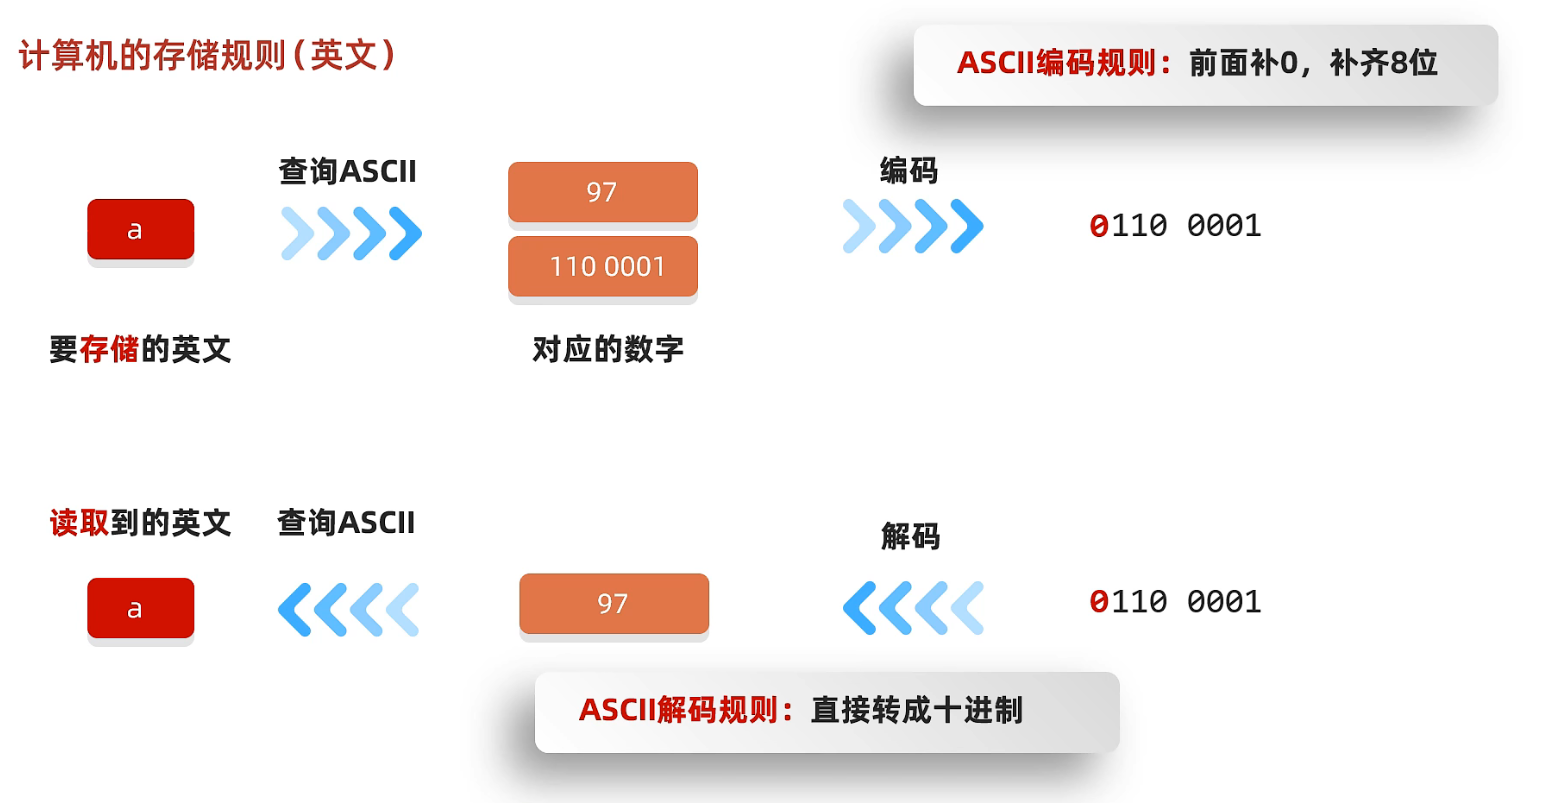 计算机的存储规则（英文）
ASCII编码规则：前面补0，补齐8位
查询ASCII
编码
a
97
110 0001
0110 0001
要存储的英文
对应的数字
读取到的英文
查询ASCII
解码
a
97
0110 0001
ASCII解码规则：直接转成十进制